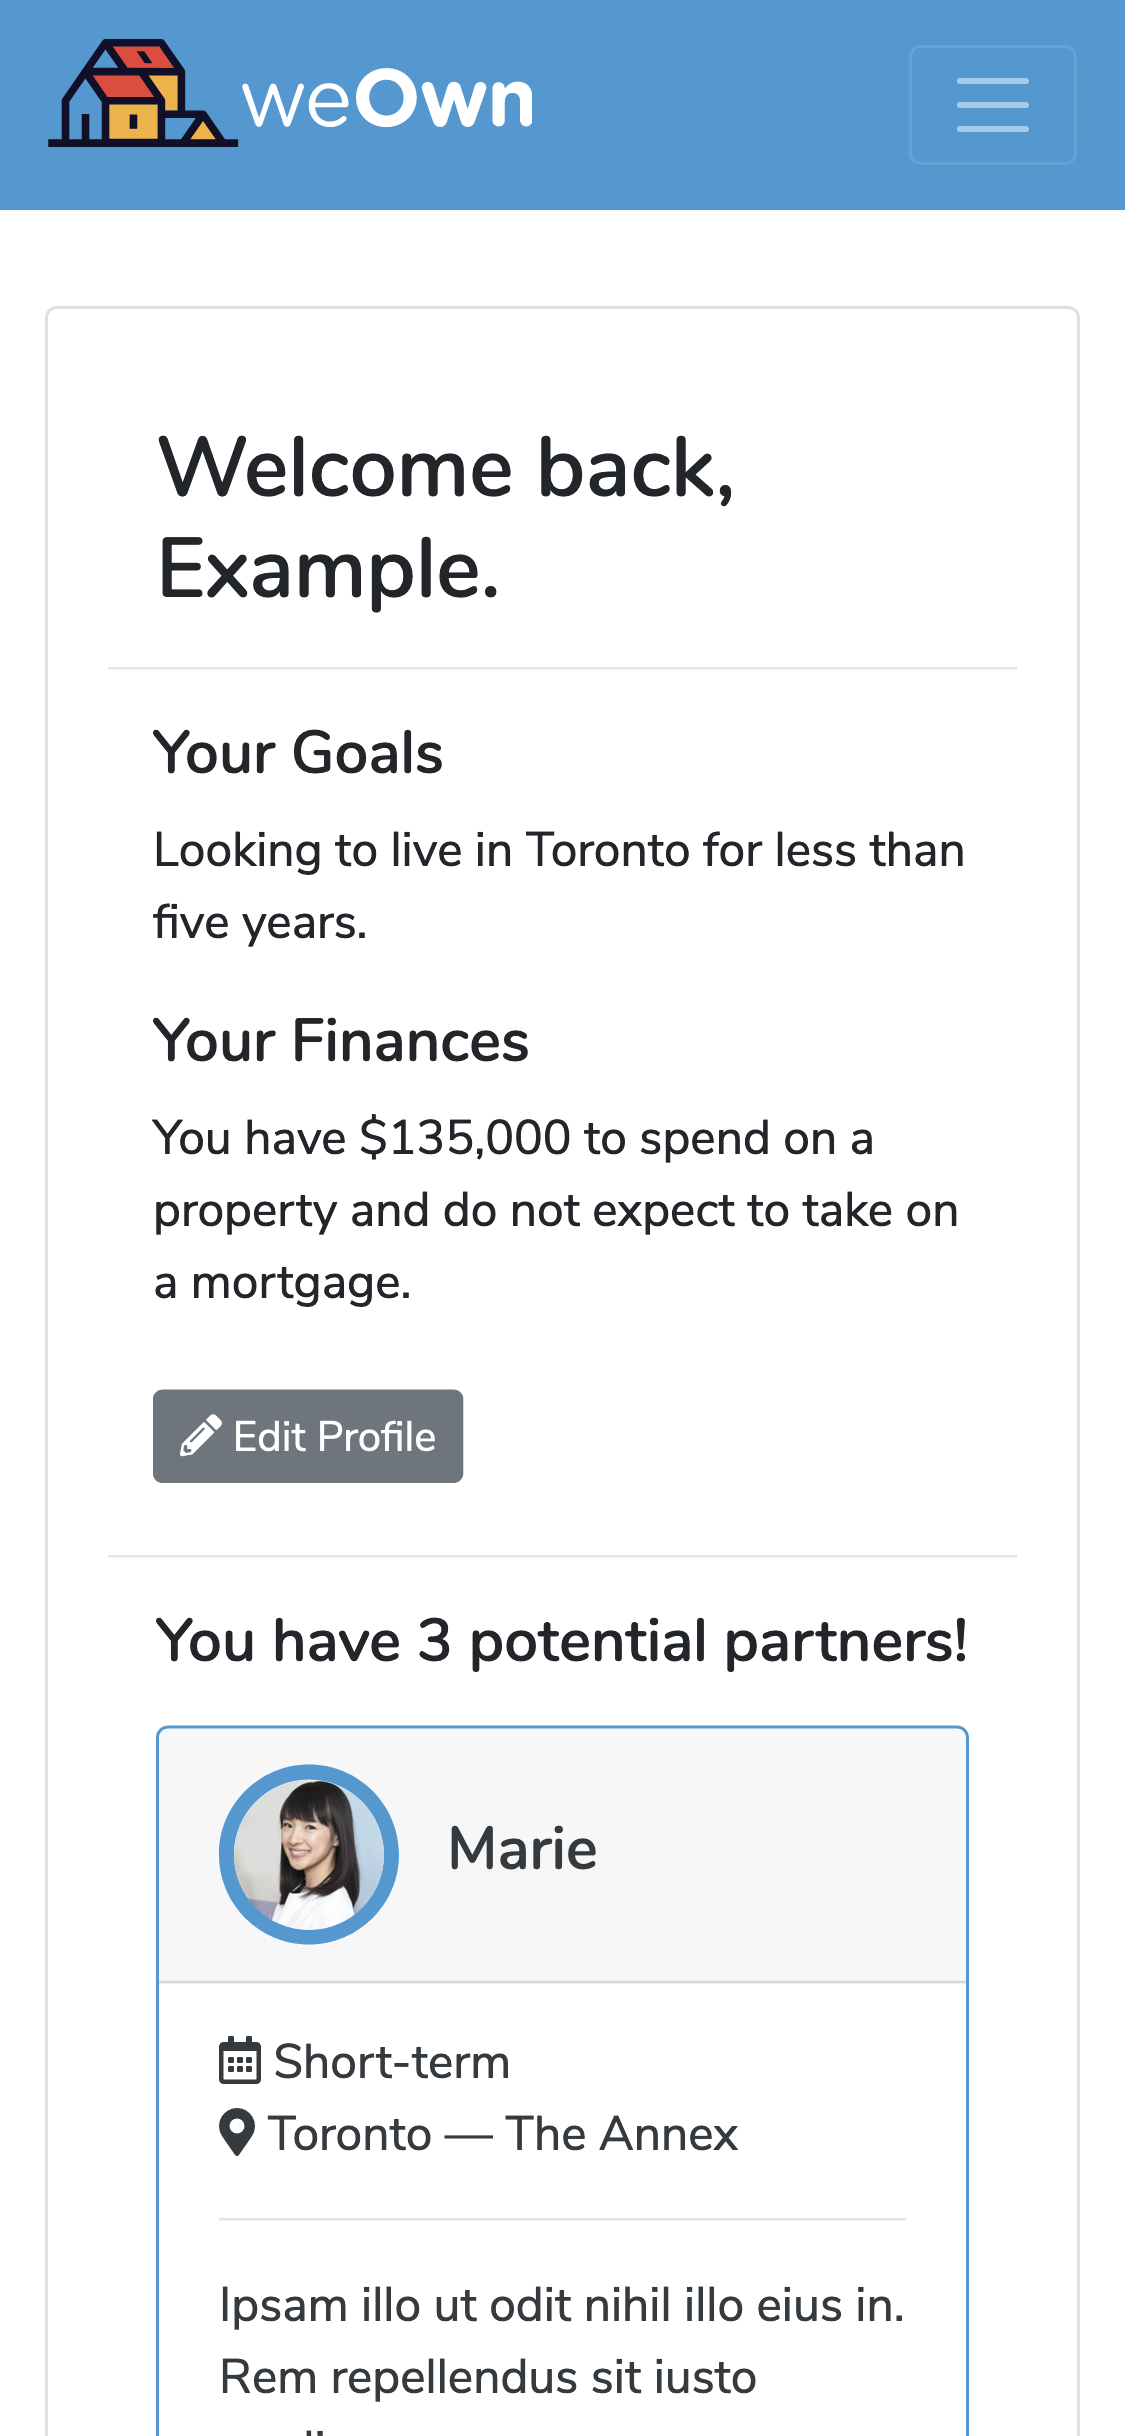 weOwn
Welcome back,
Example.
Your Goals
Looking to live in Toronto for less than
five years.
Your Finances
You have $135,000 to spend on a
property and do not expect to take on
a mortgage.
Edit Profile
You have 3 potential partners!
Marie
Short-term
Toronto — The Annex
Ipsam illo ut odit nihil illo eius in.
Rem repellendus sit iusto